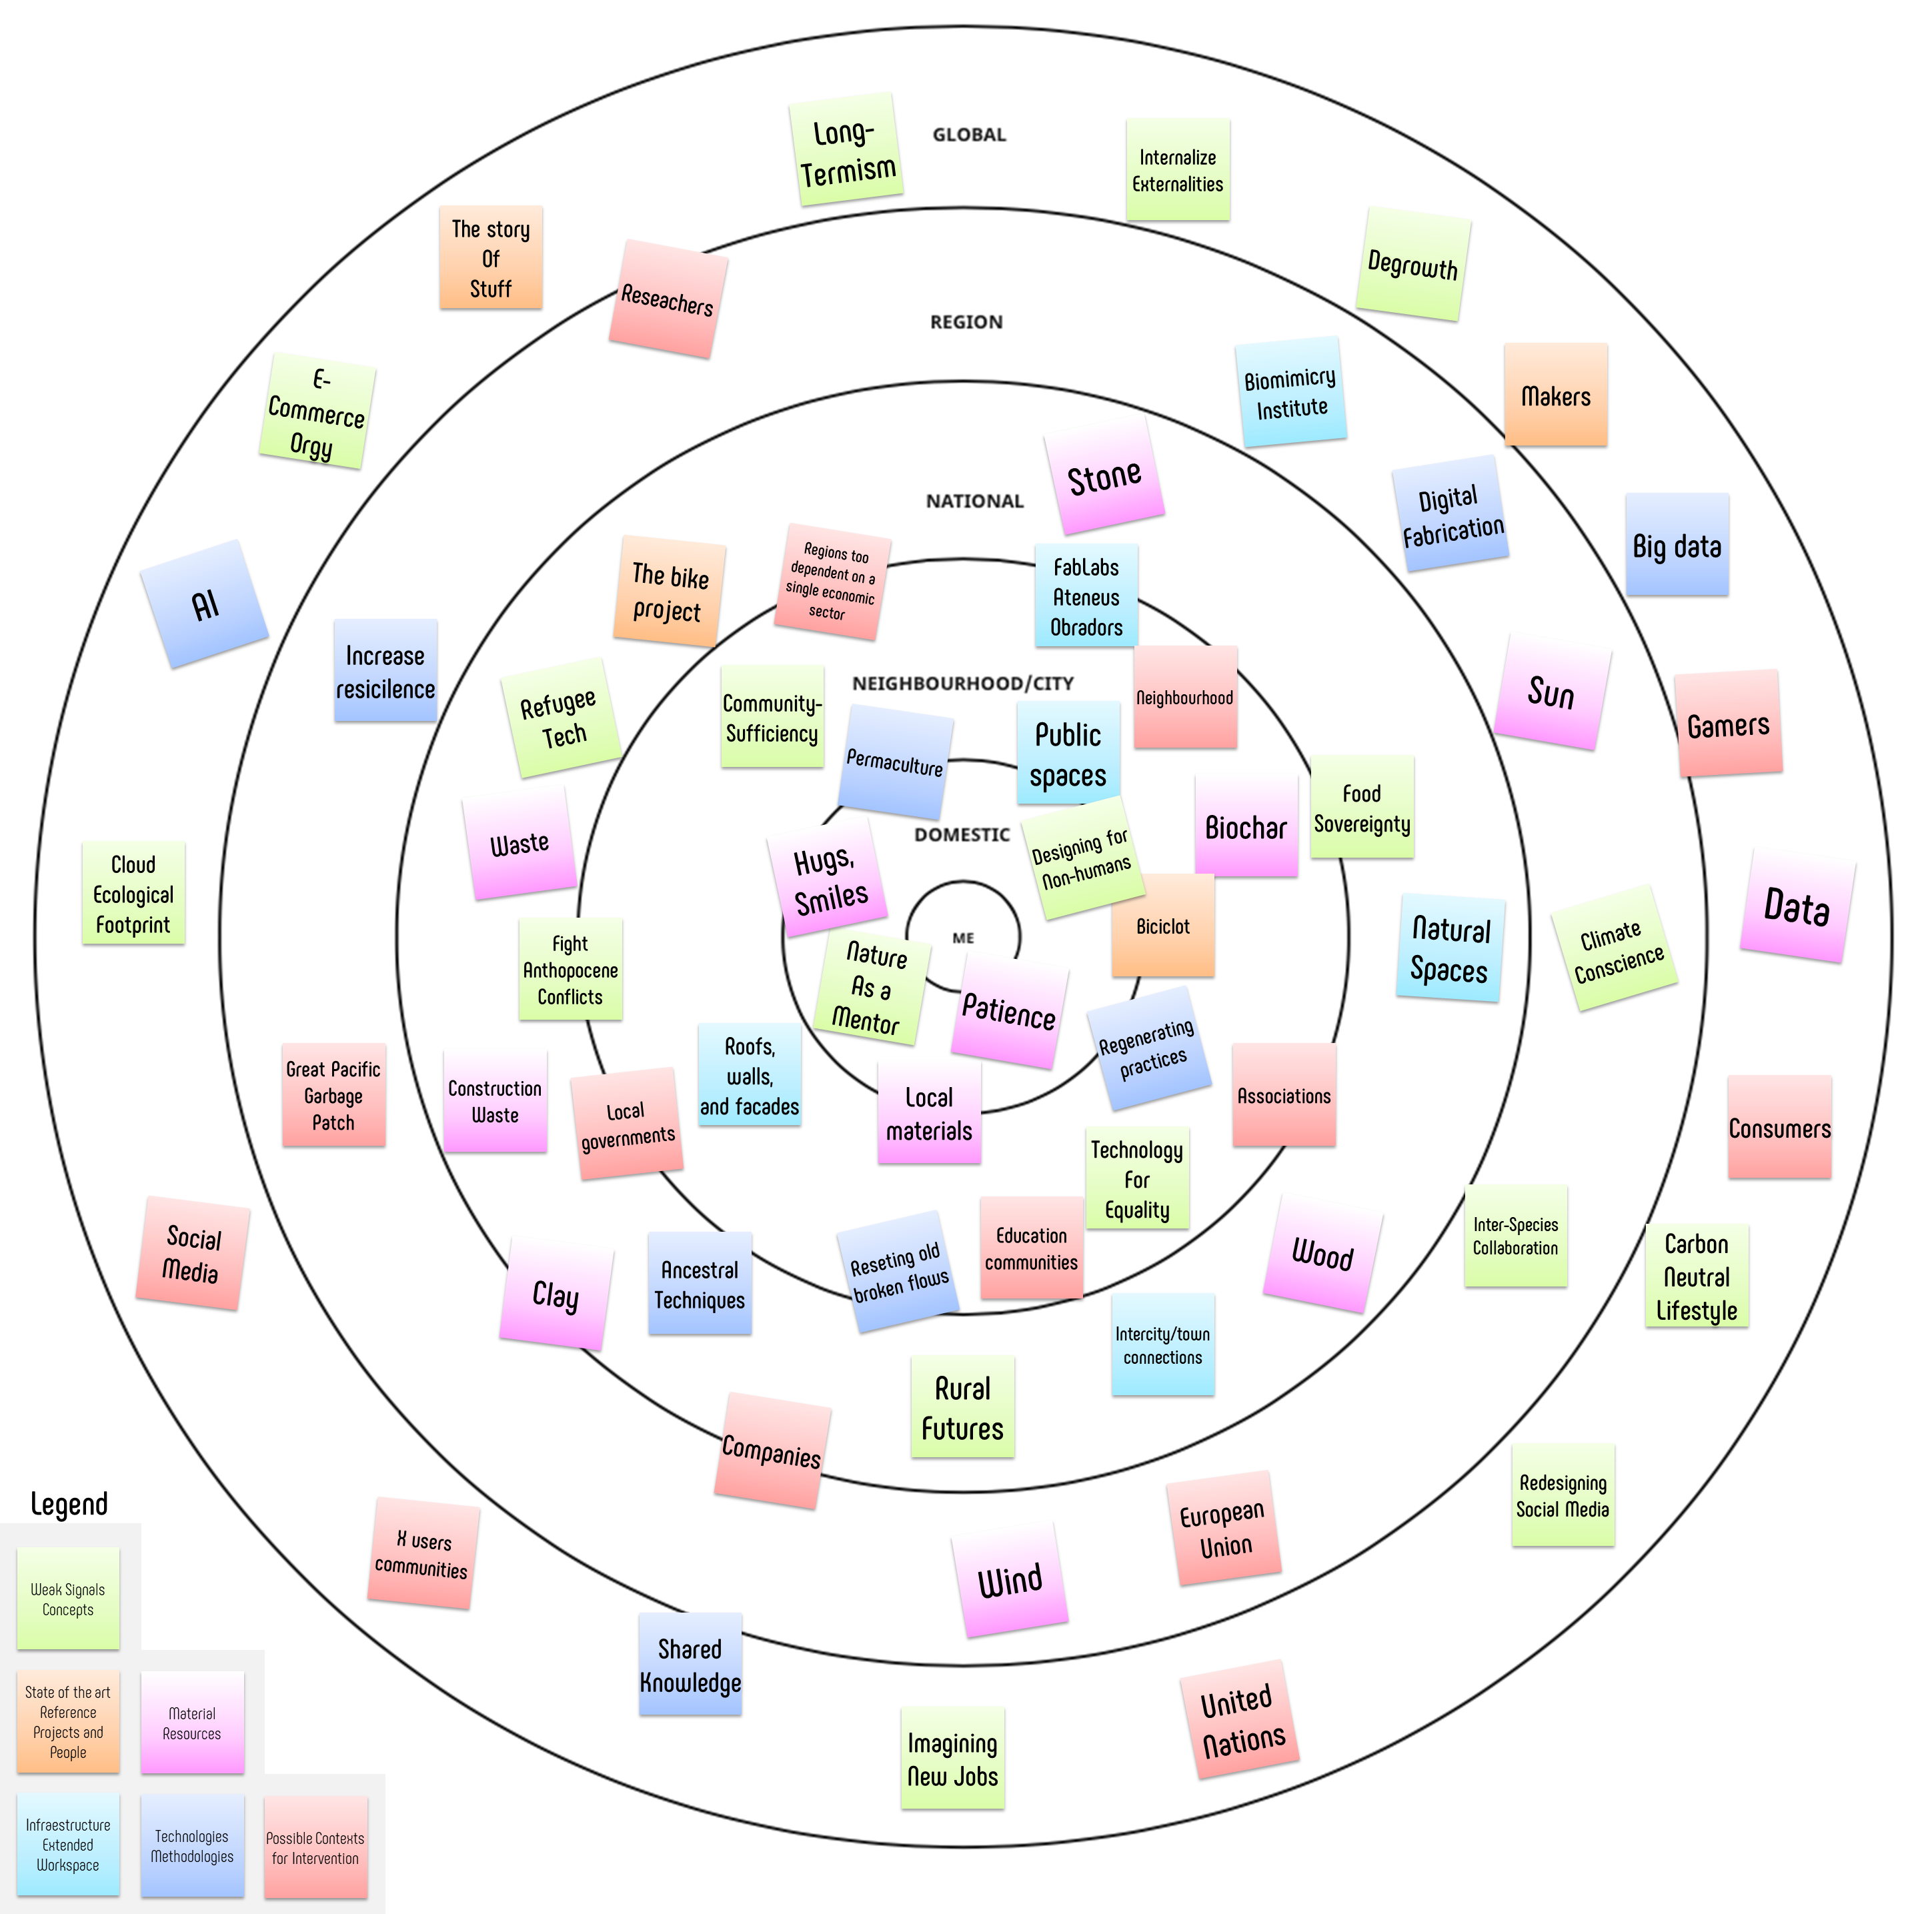 GLOBAL
Long-
Termism
Internalize
Externalities
The story
Of
Stuff
Degrowth
Reseachers
REGION
E-
Commerce
Orgy
Biomimicry
Institute
Makers
Stone
NATIONAL
Digital
Fabrication
Big data
AI
The bike
project
Regions too
dependent on a
single economic
sector
FabLabs
Ateneus
Obradors
Increase
resicilence
Refugee
Tech
Community-
Sufficiency
NEIGHBOURHOOD/CITY
Neighbourhood
Sun
Gamers
Permaculture
Public
spaces
Waste
DOMESTIC
Hugs,
Smiles
Designing for
Non-humans
Biochar
Food
Sovereignty
Cloud
Ecological
Footprint
ME
Biciclot
Natural
Spaces
Climate
Conscience
Data
Fight
Anthopocene
Conflicts
Nature
As a
Mentor
Patience
Regenerating
practices
Great Pacific
Garbage
Patch
Construction
Waste
Local
governments
Roofs,
walls,
and facades
Local
materials
Associations
Consumers
Technology
For
Equality
Social
Media
Clay
Ancestral
Techniques
Reseting old
broken flows
Education
communities
Wood
Inter-Species
Collaboration
Carbon
Neutral
Lifestyle
Intercity/town
connections
Rural
Futures
Companies
Redesigning
Social Media
X users
communities
Wind
European
Union
Shared
Knowledge
Imagining
New Jobs
United
Nations
Legend
Weak Signals
Concepts
State of the art
Reference
Projects and
People
Material
Resources
Infraestructure
Extended
Workspace
Technologies
Methodologies
Possible Contexts
for Intervention